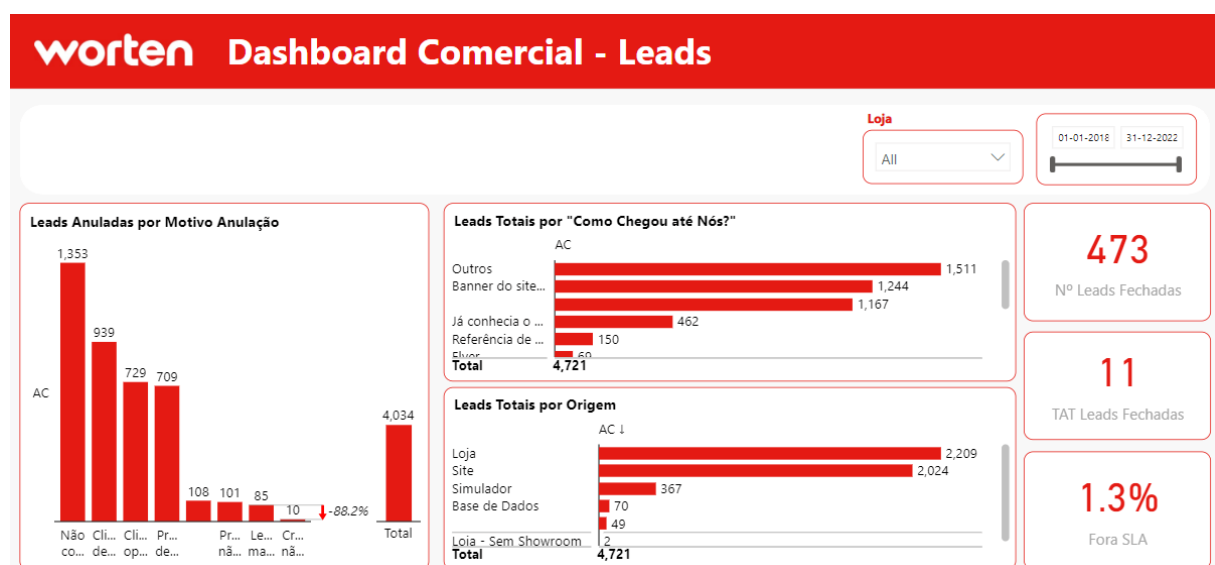 worten Dashboard Comercial - Leads
Loja
All
01-01-2018 31-12-2022
Leads Anuladas por Motivo Anulação
1,353
939
729 709
4,034
108 101 85 10 -88.2%
AC
Não Cli... Cli... Pr... Pr... Le... Cr... Total
co... de... op... de... nã... ma... nã...
Leads Totais por "Como Chegou até Nós?"
AC
Outros 1,511
Banner do site... 1,244
1,167
Já conhecia o ... 462
Referência de ... 150
Flyer 69
Total 4,721
Leads Totais por Origem
AC ↓
Loja 2,209
Site 2,024
Simulador 367
Base de Dados 70
49
Loja - Sem Showroom 2
Total 4,721
473
Nº Leads Fechadas
11
TAT Leads Fechadas
1.3%
Fora SLA